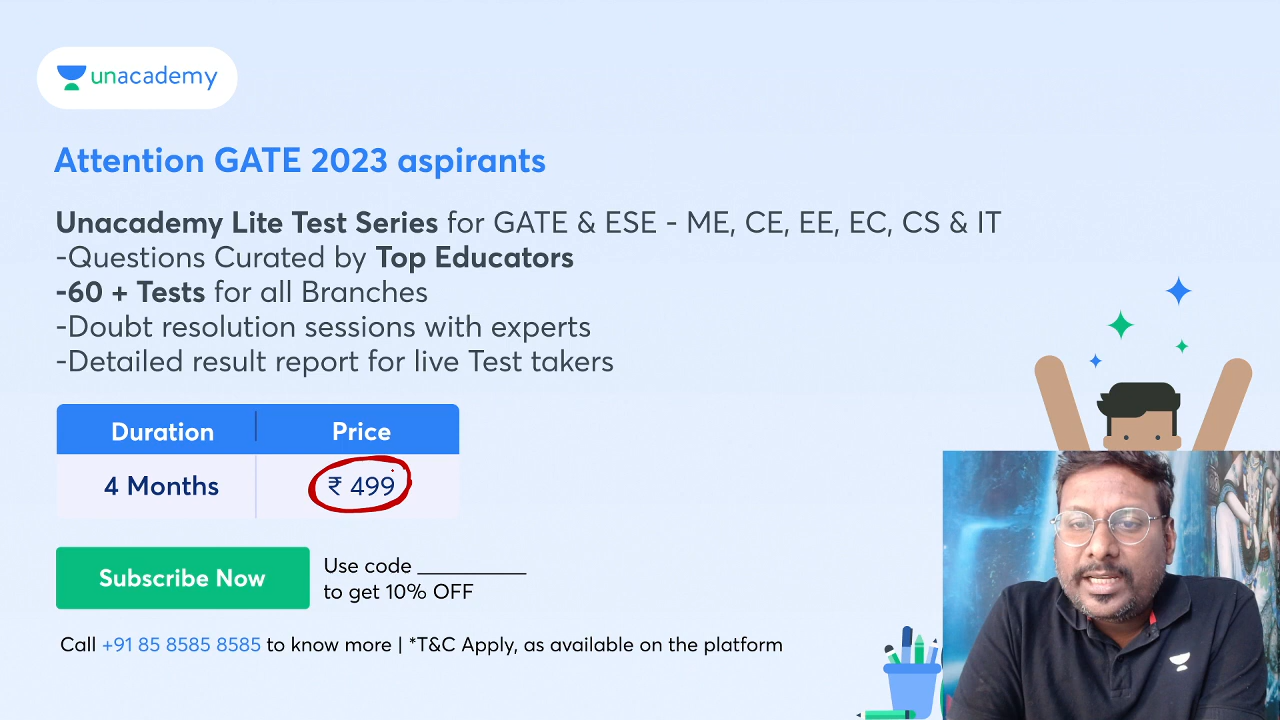 unacademy
Attention GATE 2023 aspirants
Unacademy Lite Test Series for GATE & ESE - ME, CE, EE, EC, CS & IT
-Questions Curated by Top Educators
-60 + Tests for all Branches
-Doubt resolution sessions with experts
-Detailed result report for live Test takers
Duration Price
4 Months ₹ 499
Subscribe Now
Use code __________
to get 10% OFF
Call +91 85 8585 8585 to know more | *T&C Apply, as available on the platform